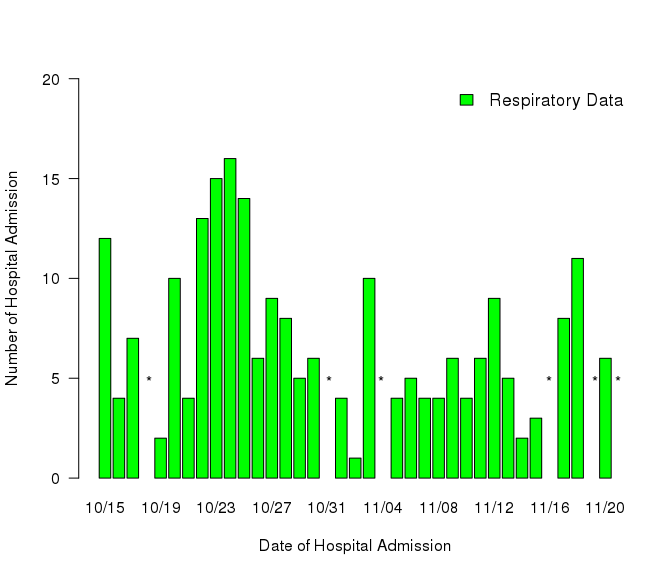 20
Respiratory Data
15
10
5
0
* * * * * *
10/15 10/19 10/23 10/27 10/31 11/04 11/08 11/12 11/16 11/20
Date of Hospital Admission
Number of Hospital Admission